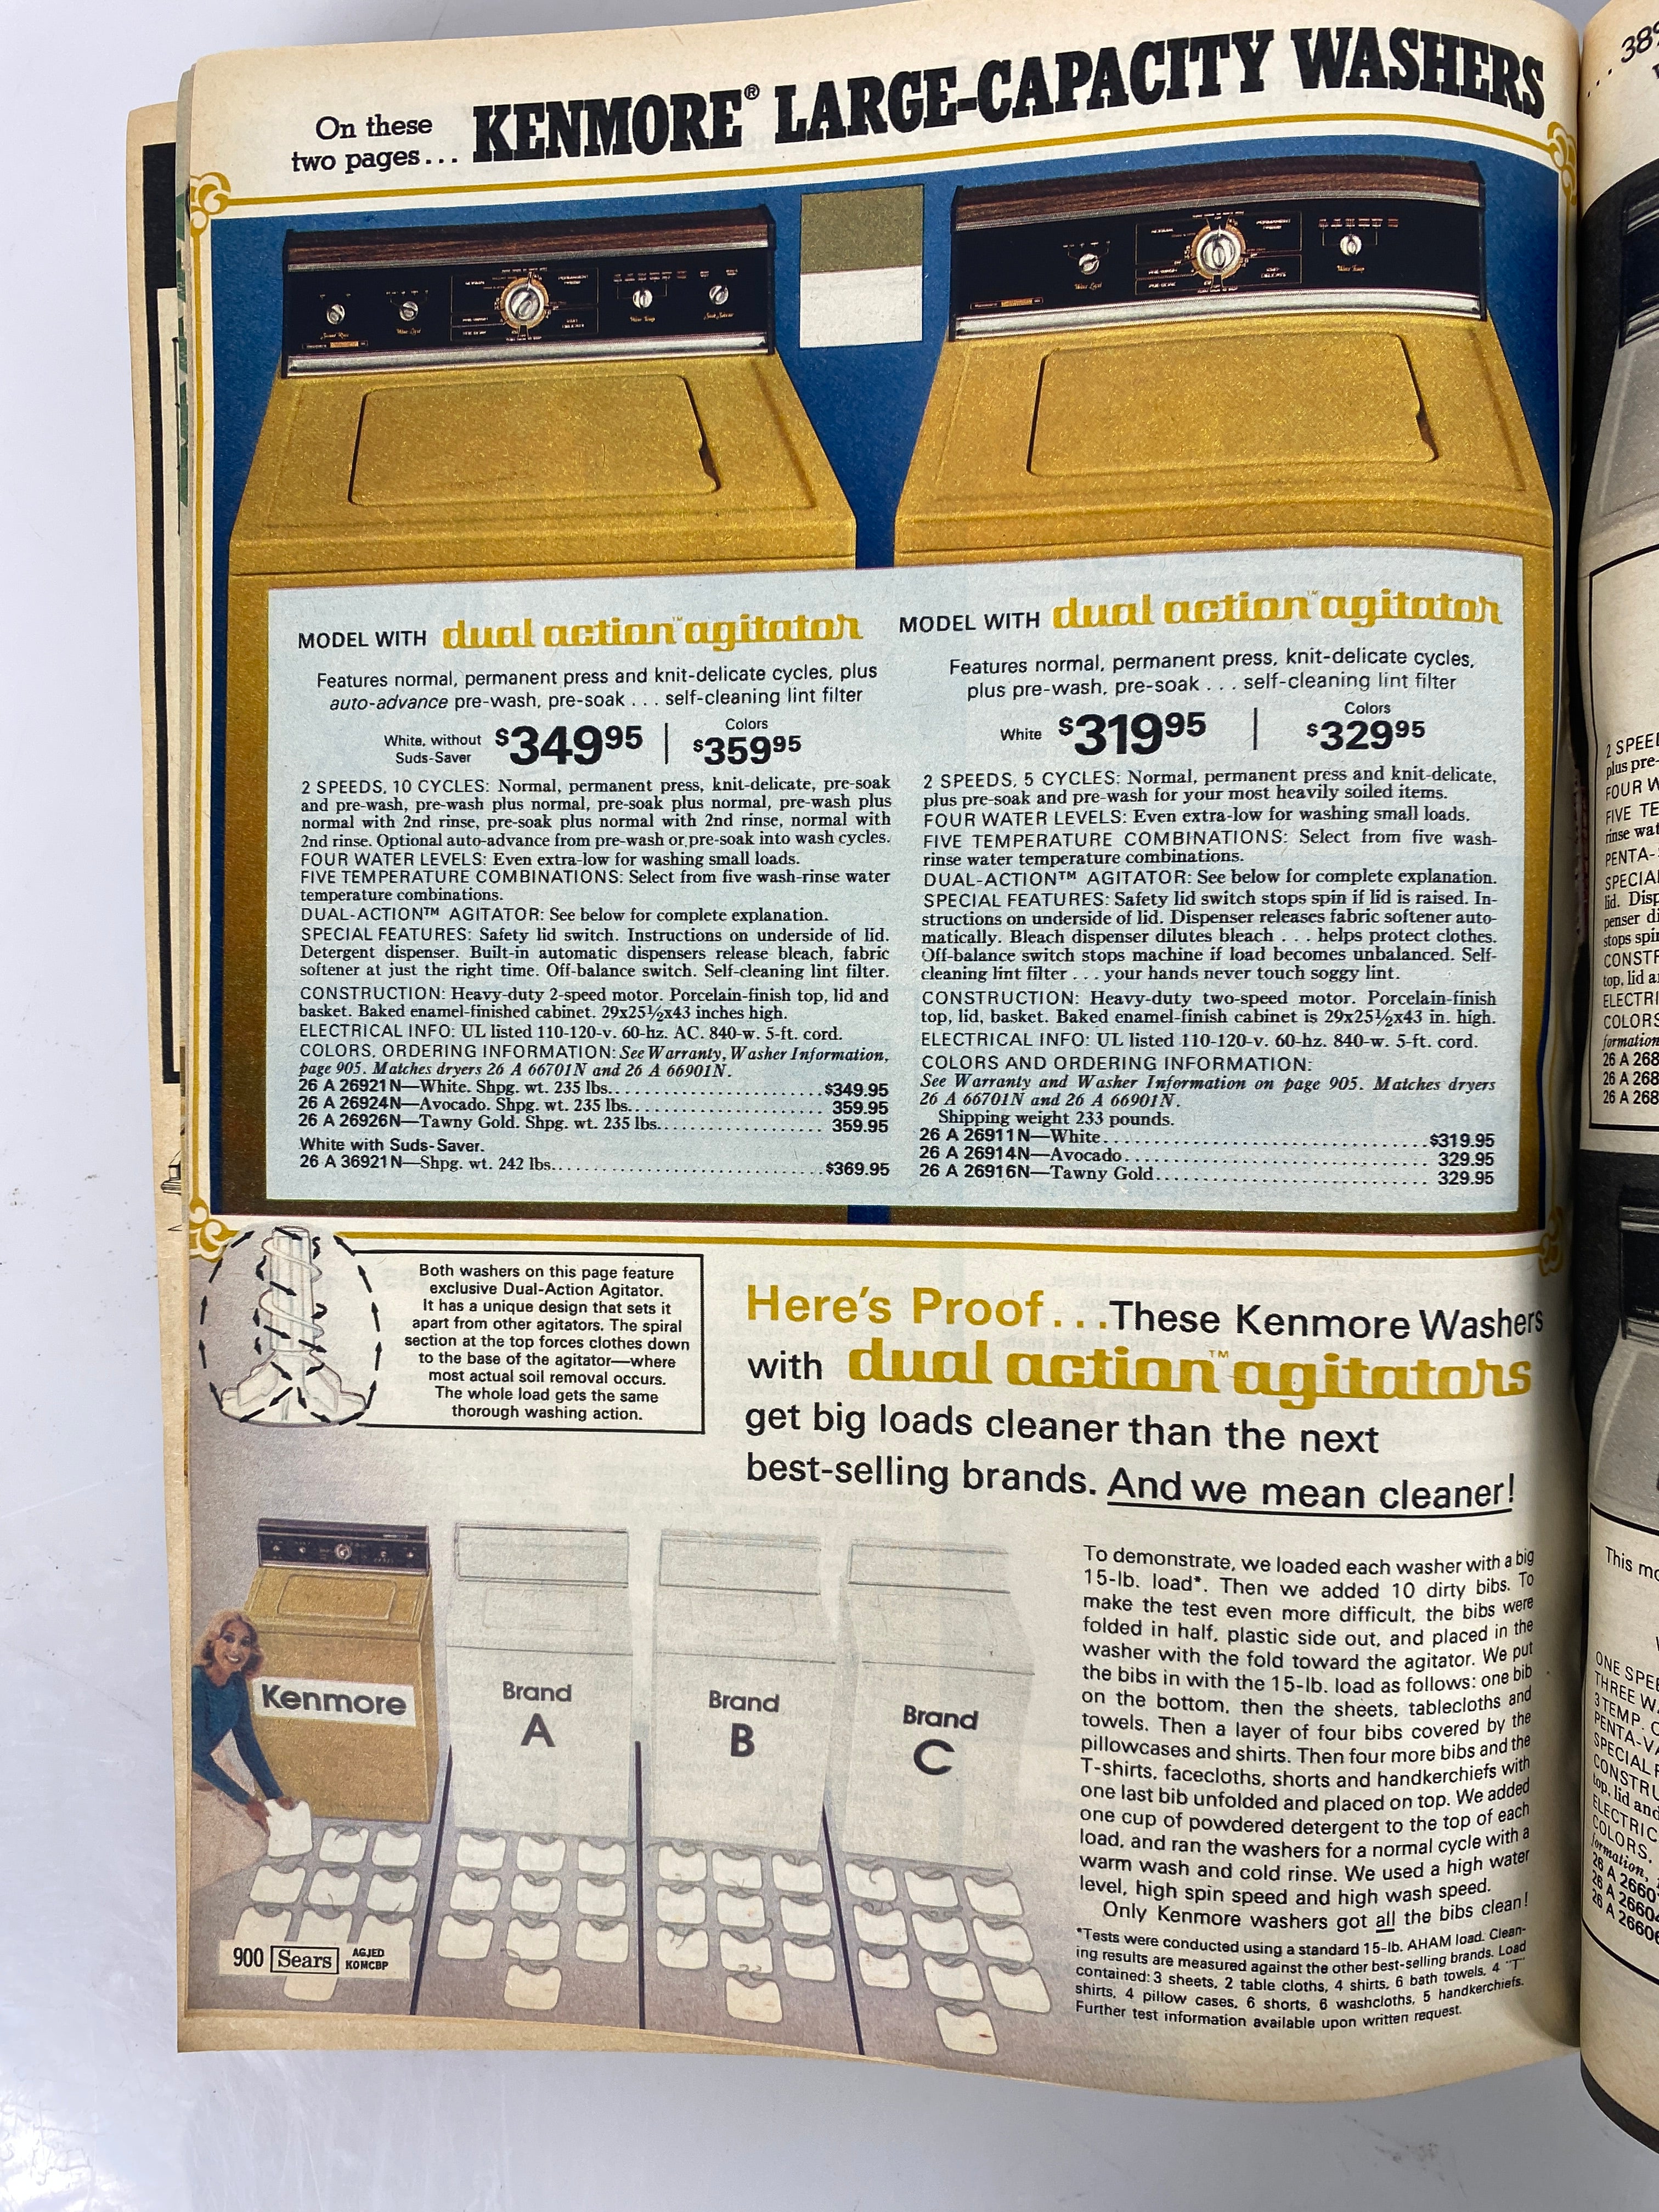 On these
two pages...
KENMORE® LARGE-CAPACITY WASHERS
MODEL WITH dual action™ agitator
Features normal, permanent press and knit-delicate cycles, plus
auto-advance pre-wash, pre-soak . . . self-cleaning lint filter
White, without
Suds-Saver
$349.95
Colors
$359.95
2 SPEEDS, 10 CYCLES: Normal, permanent press, knit-delicate, pre-soak
and pre-wash, pre-wash plus normal, pre-soak plus normal, pre-wash plus
normal with 2nd rinse, pre-soak plus normal with 2nd rinse, normal with
2nd rinse. Optional auto-advance from pre-wash or pre-soak into wash cycles.
FOUR WATER LEVELS: Even extra-low for washing small loads.
FIVE TEMPERATURE COMBINATIONS: Select from five wash-rinse water
temperature combinations.
DUAL-ACTION™ AGITATOR: See below for complete explanation.
SPECIAL FEATURES: Safety lid switch. Instructions on underside of lid.
Detergent dispenser. Built-in automatic dispensers release bleach, fabric
softener at just the right time. Off-balance switch. Self-cleaning lint filter.
CONSTRUCTION: Heavy-duty 2-speed motor. Porcelain-finish top, lid and
basket. Baked enamel-finished cabinet. 29x25½x43 inches high.
ELECTRICAL INFO: UL listed 110-120-v. 60-hz. AC. 840-w. 5-ft. cord.
COLORS, ORDERING INFORMATION: See Warranty, Washer Information,
page 905. Matches dryers 26 A 66701N and 26 A 66901N.
26 A 26921N—White. Shpg. wt. 235 lbs. . . . . . . . . . . . . . . . . . . . $349.95
26 A 26924N—Avocado. Shpg. wt. 235 lbs. . . . . . . . . . . . . . . . . . 359.95
26 A 26926N—Tawny Gold. Shpg. wt. 235 lbs. . . . . . . . . . . . . . . . 359.95
White with Suds-Saver.
26 A 36921N—Shpg. wt. 242 lbs. . . . . . . . . . . . . . . . . . . . . . . . . $369.95
MODEL WITH dual action™ agitator
Features normal, permanent press, knit-delicate cycles,
plus pre-wash, pre-soak . . . self-cleaning lint filter
White
$319.95
Colors
$329.95
2 SPEEDS, 5 CYCLES: Normal, permanent press and knit-delicate,
plus pre-soak and pre-wash for your most heavily soiled items.
FOUR WATER LEVELS: Even extra-low for washing small loads.
FIVE TEMPERATURE COMBINATIONS: Select from five wash-
rinse water temperature combinations.
DUAL-ACTION™ AGITATOR: See below for complete explanation.
SPECIAL FEATURES: Safety lid switch stops spin if lid is raised. In-
structions on underside of lid. Dispenser releases fabric softener auto-
matically. Bleach dispenser dilutes bleach . . . helps protect clothes.
Off-balance switch stops machine if load becomes unbalanced. Self-
cleaning lint filter . . . your hands never touch soggy lint.
CONSTRUCTION: Heavy-duty two-speed motor. Porcelain-finish
top, lid, basket. Baked enamel-finish cabinet is 29x25½x43 in. high.
ELECTRICAL INFO: UL listed 110-120-v. 60-hz. 840-w. 5-ft. cord.
COLORS AND ORDERING INFORMATION:
See Warranty and Washer Information on page 905. Matches dryers
26 A 66701N and 26 A 66901N.
Shipping weight 233 pounds.
26 A 26911N—White . . . . . . . . . . . . . . . . . . . . . . . . . . . . . . . . $319.95
26 A 26914N—Avocado . . . . . . . . . . . . . . . . . . . . . . . . . . . . . . 329.95
26 A 26916N—Tawny Gold . . . . . . . . . . . . . . . . . . . . . . . . . . . . 329.95
Both washers on this page feature
exclusive Dual-Action Agitator.
It has a unique design that sets it
apart from other agitators. The spiral
section at the top forces clothes down
to the base of the agitator—where
most actual soil removal occurs.
The whole load gets the same
thorough washing action.
Here's Proof...These Kenmore Washers
with dual action™ agitators
get big loads cleaner than the next
best-selling brands. And we mean cleaner!
Kenmore
Brand
A
Brand
B
Brand
C
To demonstrate, we loaded each washer with a big
15-lb. load*. Then we added 10 dirty bibs. To
make the test even more difficult, the bibs were
folded in half, plastic side out, and placed in the
washer with the fold toward the agitator. We put
the bibs in with the 15-lb. load as follows: one bib
on the bottom, then the sheets, tablecloths and
towels. Then a layer of four bibs covered by the
pillowcases and shirts. Then four more bibs and the
T-shirts, facecloths, shorts and handkerchiefs with
one last bib unfolded and placed on top. We added
one cup of powdered detergent to the top of each
load, and ran the washers for a normal cycle with a
warm wash and cold rinse. We used a high water
level, high spin speed and high wash speed.
Only Kenmore washers got all the bibs clean!
*Tests were conducted using a standard 15-lb. AHAM load. Clean-
ing results are measured against the other best-selling brands. Load
contained: 3 sheets, 2 table cloths, 4 shirts, 6 bath towels, 4 "T"
shirts, 4 pillow cases, 6 shorts, 6 washcloths, 5 handkerchiefs.
Further test information available upon written request.
900 Sears AGJED
KOMCBP